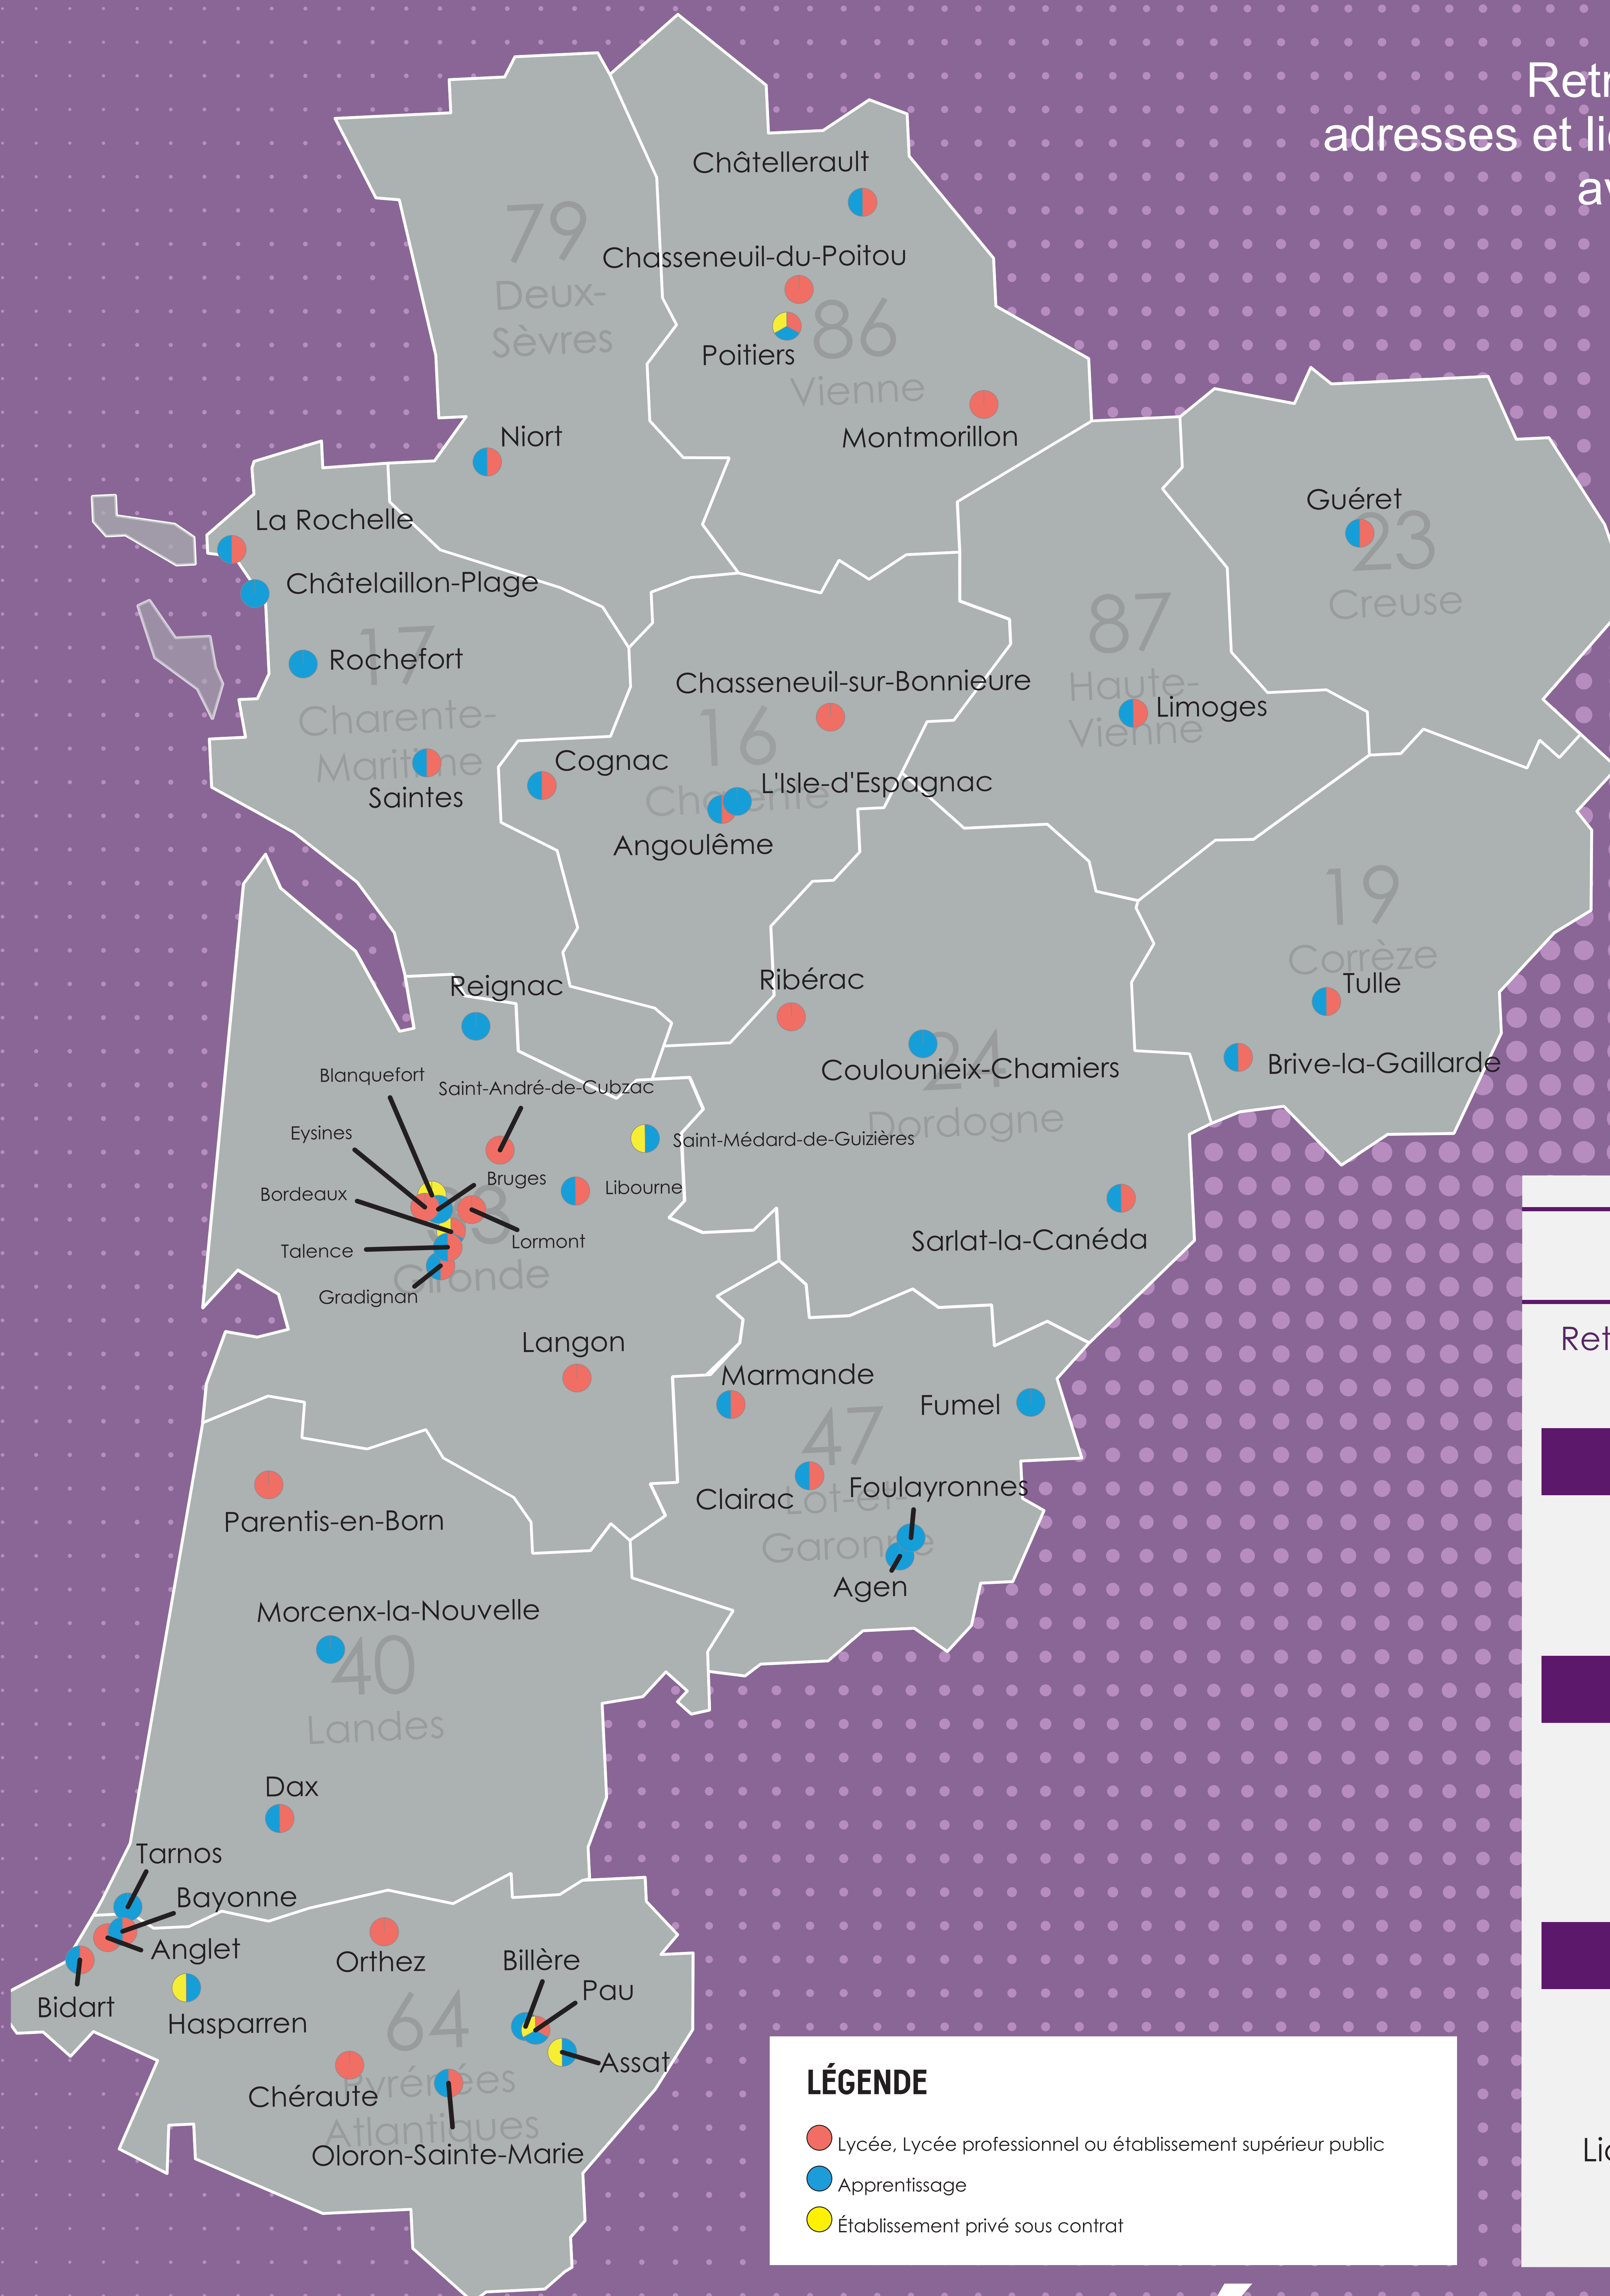 Retr
adresses et li
av
Châtellerault
79
Deux-
Sèvres
Chasseneuil-du-Poitou
86
Poitiers
Vienne
Montmorillon
Niort
Guéret
23
Creuse
La Rochelle
Châtelaillon-Plage
17
Rochefort
Charente-
Maritime
Saintes
87
Haute-
Vienne
Limoges
Chasseneuil-sur-Bonnieure
16
Cognac
L'Isle-d'Espagnac
Charente
Angoulême
19
Corrèze
Tulle
Brive-la-Gaillarde
Reignac
Ribérac
24
Coulounieix-Chamiers
Dordogne
Blanquefort
Saint-André-de-Cubzac
Eysines
Saint-Médard-de-Guizières
Bruges
Bordeaux
Libourne
33
Lormont
Talence
Gironde
Gradignan
Sarlat-la-Canéda
Langon
Marmande
Fumel
47
Clairac
Foulayronnes
Lot-et-
Garonne
Agen
Parentis-en-Born
Morcenx-la-Nouvelle
40
Landes
Dax
Tarnos
Bayonne
Anglet
Bidart
Hasparren
Orthez
Billère
Pau
64
Assat
Pyrénées
Chéraute
Atlantiques
Oloron-Sainte-Marie
Ret
LÉGENDE
Lycée, Lycée professionnel ou établissement supérieur public
Apprentissage
Établissement privé sous contrat